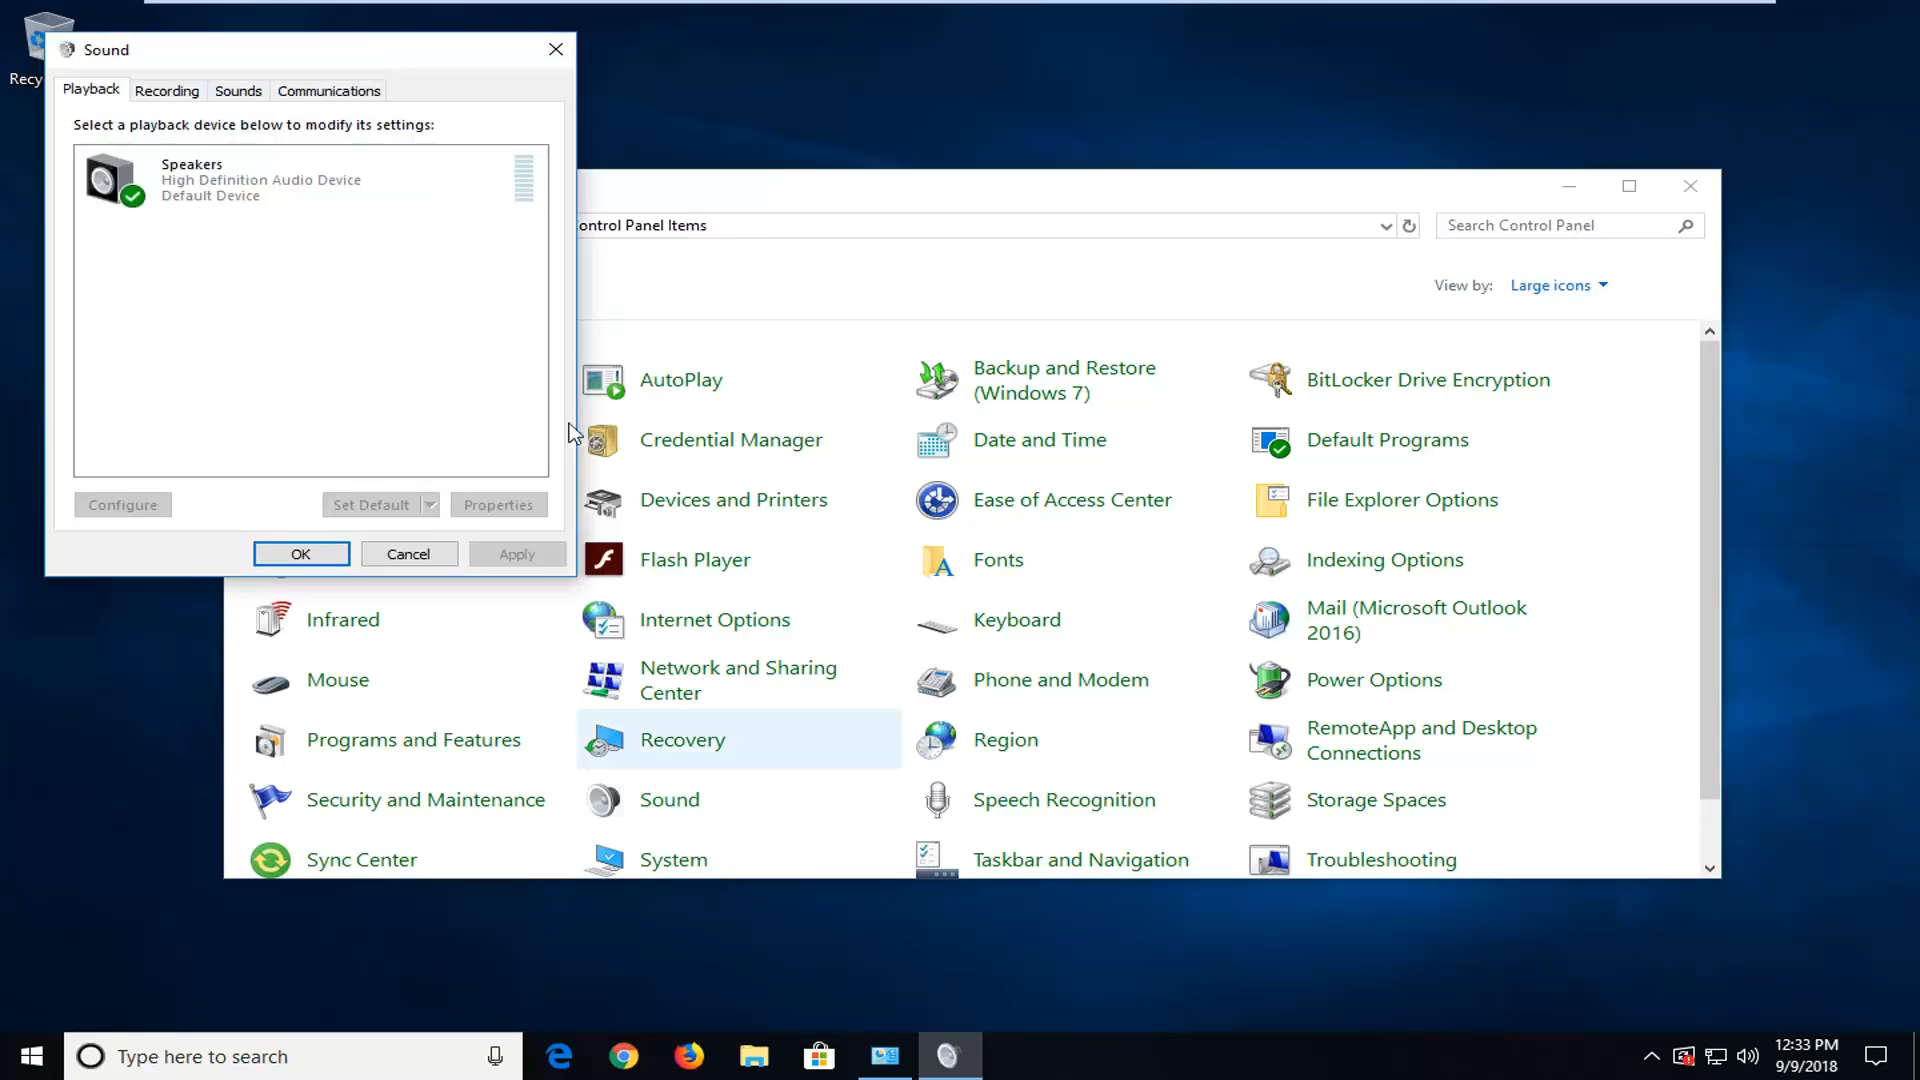 Recy
Sound
Playback
Recording
Sounds
Communications
Select a playback device below to modify its settings:
Speakers
High Definition Audio Device
Default Device
Configure
Set Default
Properties
OK
Cancel
Apply
ontrol Panel Items
Search Control Panel
View by:
Large icons
AutoPlay
Backup and Restore
(Windows 7)
BitLocker Drive Encryption
Credential Manager
Date and Time
Default Programs
Devices and Printers
Ease of Access Center
File Explorer Options
Flash Player
Fonts
Indexing Options
Infrared
Internet Options
Keyboard
Mail (Microsoft Outlook
2016)
Mouse
Network and Sharing
Center
Phone and Modem
Power Options
Programs and Features
Recovery
Region
RemoteApp and Desktop
Connections
Security and Maintenance
Sound
Speech Recognition
Storage Spaces
Sync Center
System
Taskbar and Navigation
Troubleshooting
Type here to search
12:33 PM
9/9/2018